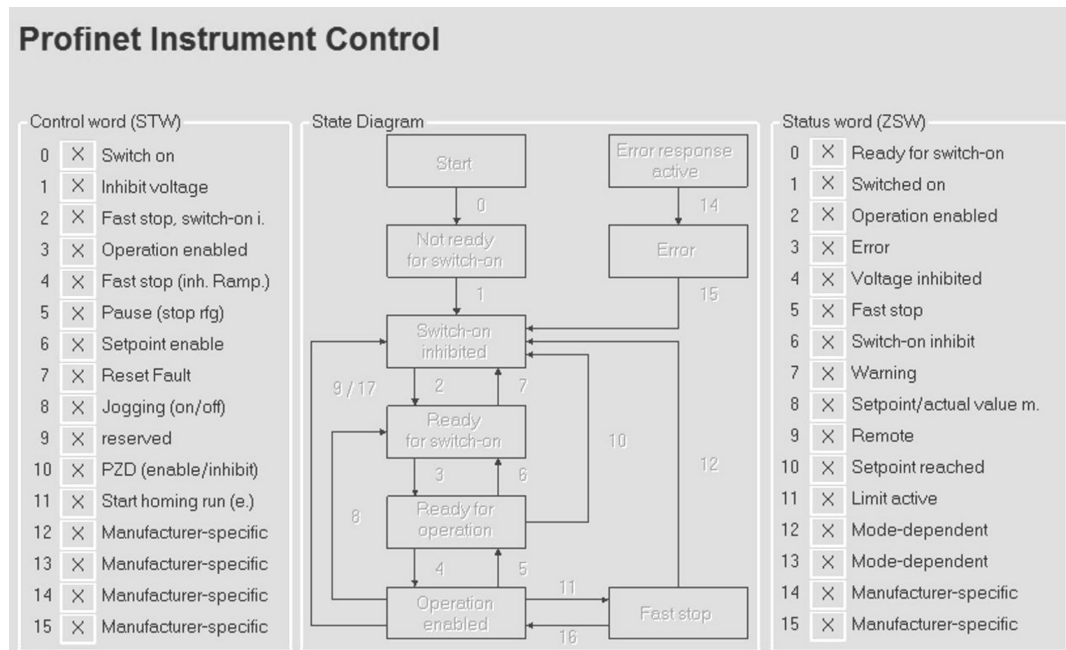 Profinet Instrument Control
Control word (STW)
0 X Switch on
1 X Inhibit voltage
2 X Fast stop, switch-on i.
3 X Operation enabled
4 X Fast stop (inh. Ramp.)
5 X Pause (stop rfg)
6 X Setpoint enable
7 X Reset Fault
8 X Jogging (on/off)
9 X reserved
10 X PZD (enable/inhibit)
11 X Start homing run (e.)
12 X Manufacturer-specific
13 X Manufacturer-specific
14 X Manufacturer-specific
15 X Manufacturer-specific
State Diagram
Start
Error response
active
0
14
Not ready
for switch-on
Error
1
15
Switch-on
inhibited
9 / 17
2
7
Ready
for switch-on
10
12
3
6
Ready for
operation
8
4
5
11
Operation
enabled
Fast stop
16
Status word (ZSW)
0 X Ready for switch-on
1 X Switched on
2 X Operation enabled
3 X Error
4 X Voltage inhibited
5 X Fast stop
6 X Switch-on inhibit
7 X Warning
8 X Setpoint/actual value m.
9 X Remote
10 X Setpoint reached
11 X Limit active
12 X Mode-dependent
13 X Mode-dependent
14 X Manufacturer-specific
15 X Manufacturer-specific